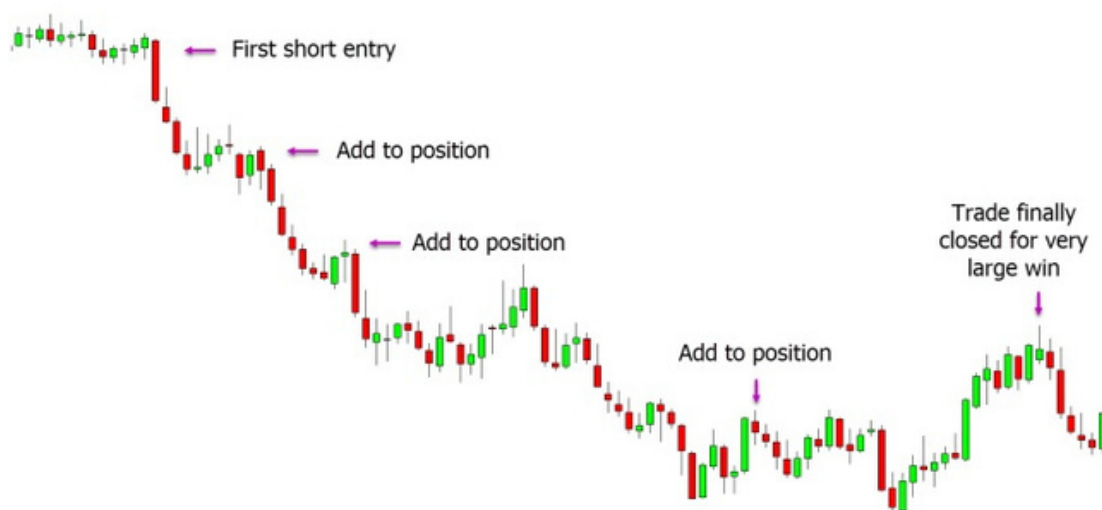 First short entry
Add to position
Add to position
Trade finally
closed for very
large win
Add to position